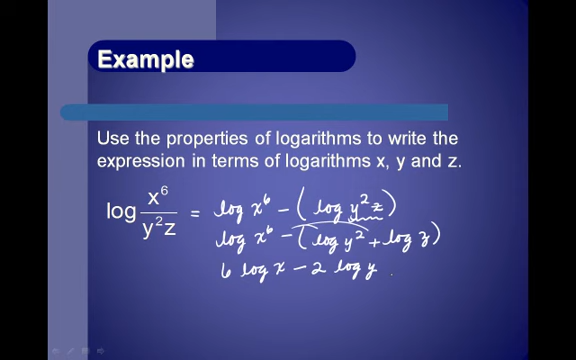 Example
Use the properties of logarithms to write the
expression in terms of logarithms x, y and z.
log x⁶ / y²z = log x⁶ − (log y²z)
log x⁶ − (log y² + log z)
6 log x − 2 log y